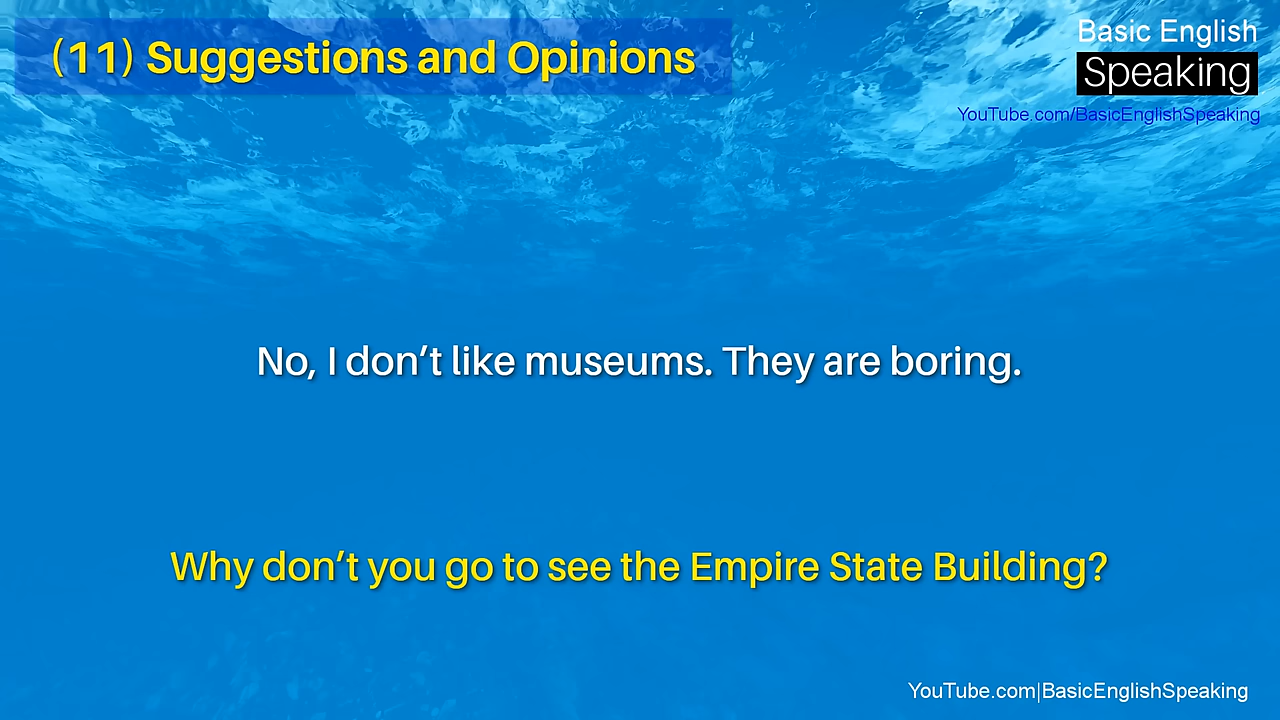 (11) Suggestions and Opinions
Basic English
Speaking
YouTube.com/BasicEnglishSpeaking
No, I don’t like museums. They are boring.
Why don’t you go to see the Empire State Building?
YouTube.com|BasicEnglishSpeaking